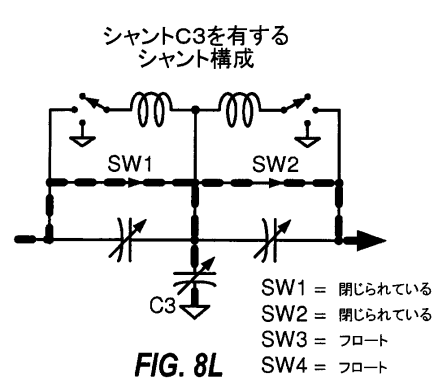 シャントC3を有する
シャント構成
SW1
SW2
C3
SW1 = 閉じられている
SW2 = 閉じられている
SW3 = フロート
SW4 = フロート
FIG. 8L